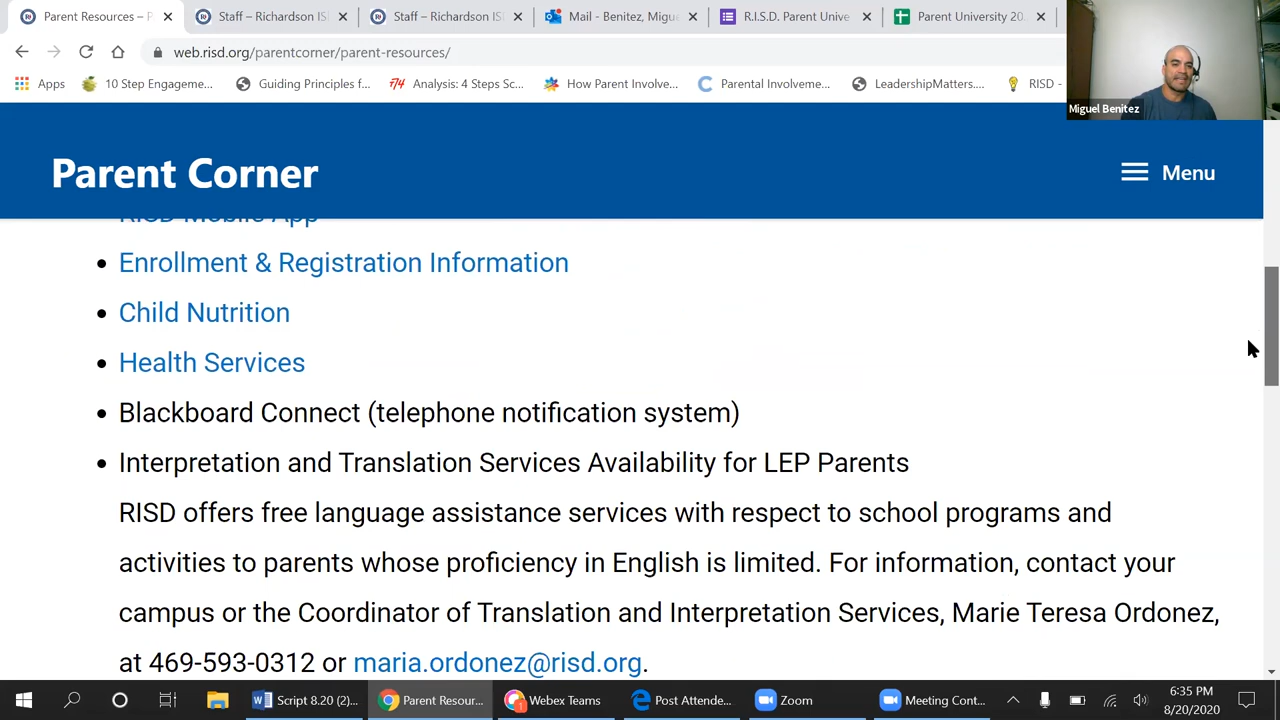 Parent Resources – P
Staff – Richardson IS
Staff – Richardson IS
Mail - Benitez, Migue
R.I.S.D. Parent Unive
Parent University 20
web.risd.org/parentcorner/parent-resources/
Apps
10 Step Engageme...
Guiding Principles f...
F/4 Analysis: 4 Steps Sc...
How Parent Involve...
Parental Involveme...
LeadershipMatters....
RISD -
Miguel Benitez
Parent Corner
Menu
RISD Mobile App
Enrollment & Registration Information
Child Nutrition
Health Services
Blackboard Connect (telephone notification system)
Interpretation and Translation Services Availability for LEP Parents
RISD offers free language assistance services with respect to school programs and
activities to parents whose proficiency in English is limited. For information, contact your
campus or the Coordinator of Translation and Interpretation Services, Marie Teresa Ordonez,
at 469-593-0312 or maria.ordonez@risd.org.
Script 8.20 (2)...
Parent Resour...
Webex Teams
Post Attende...
Zoom
Meeting Cont...
6:35 PM
8/20/2020